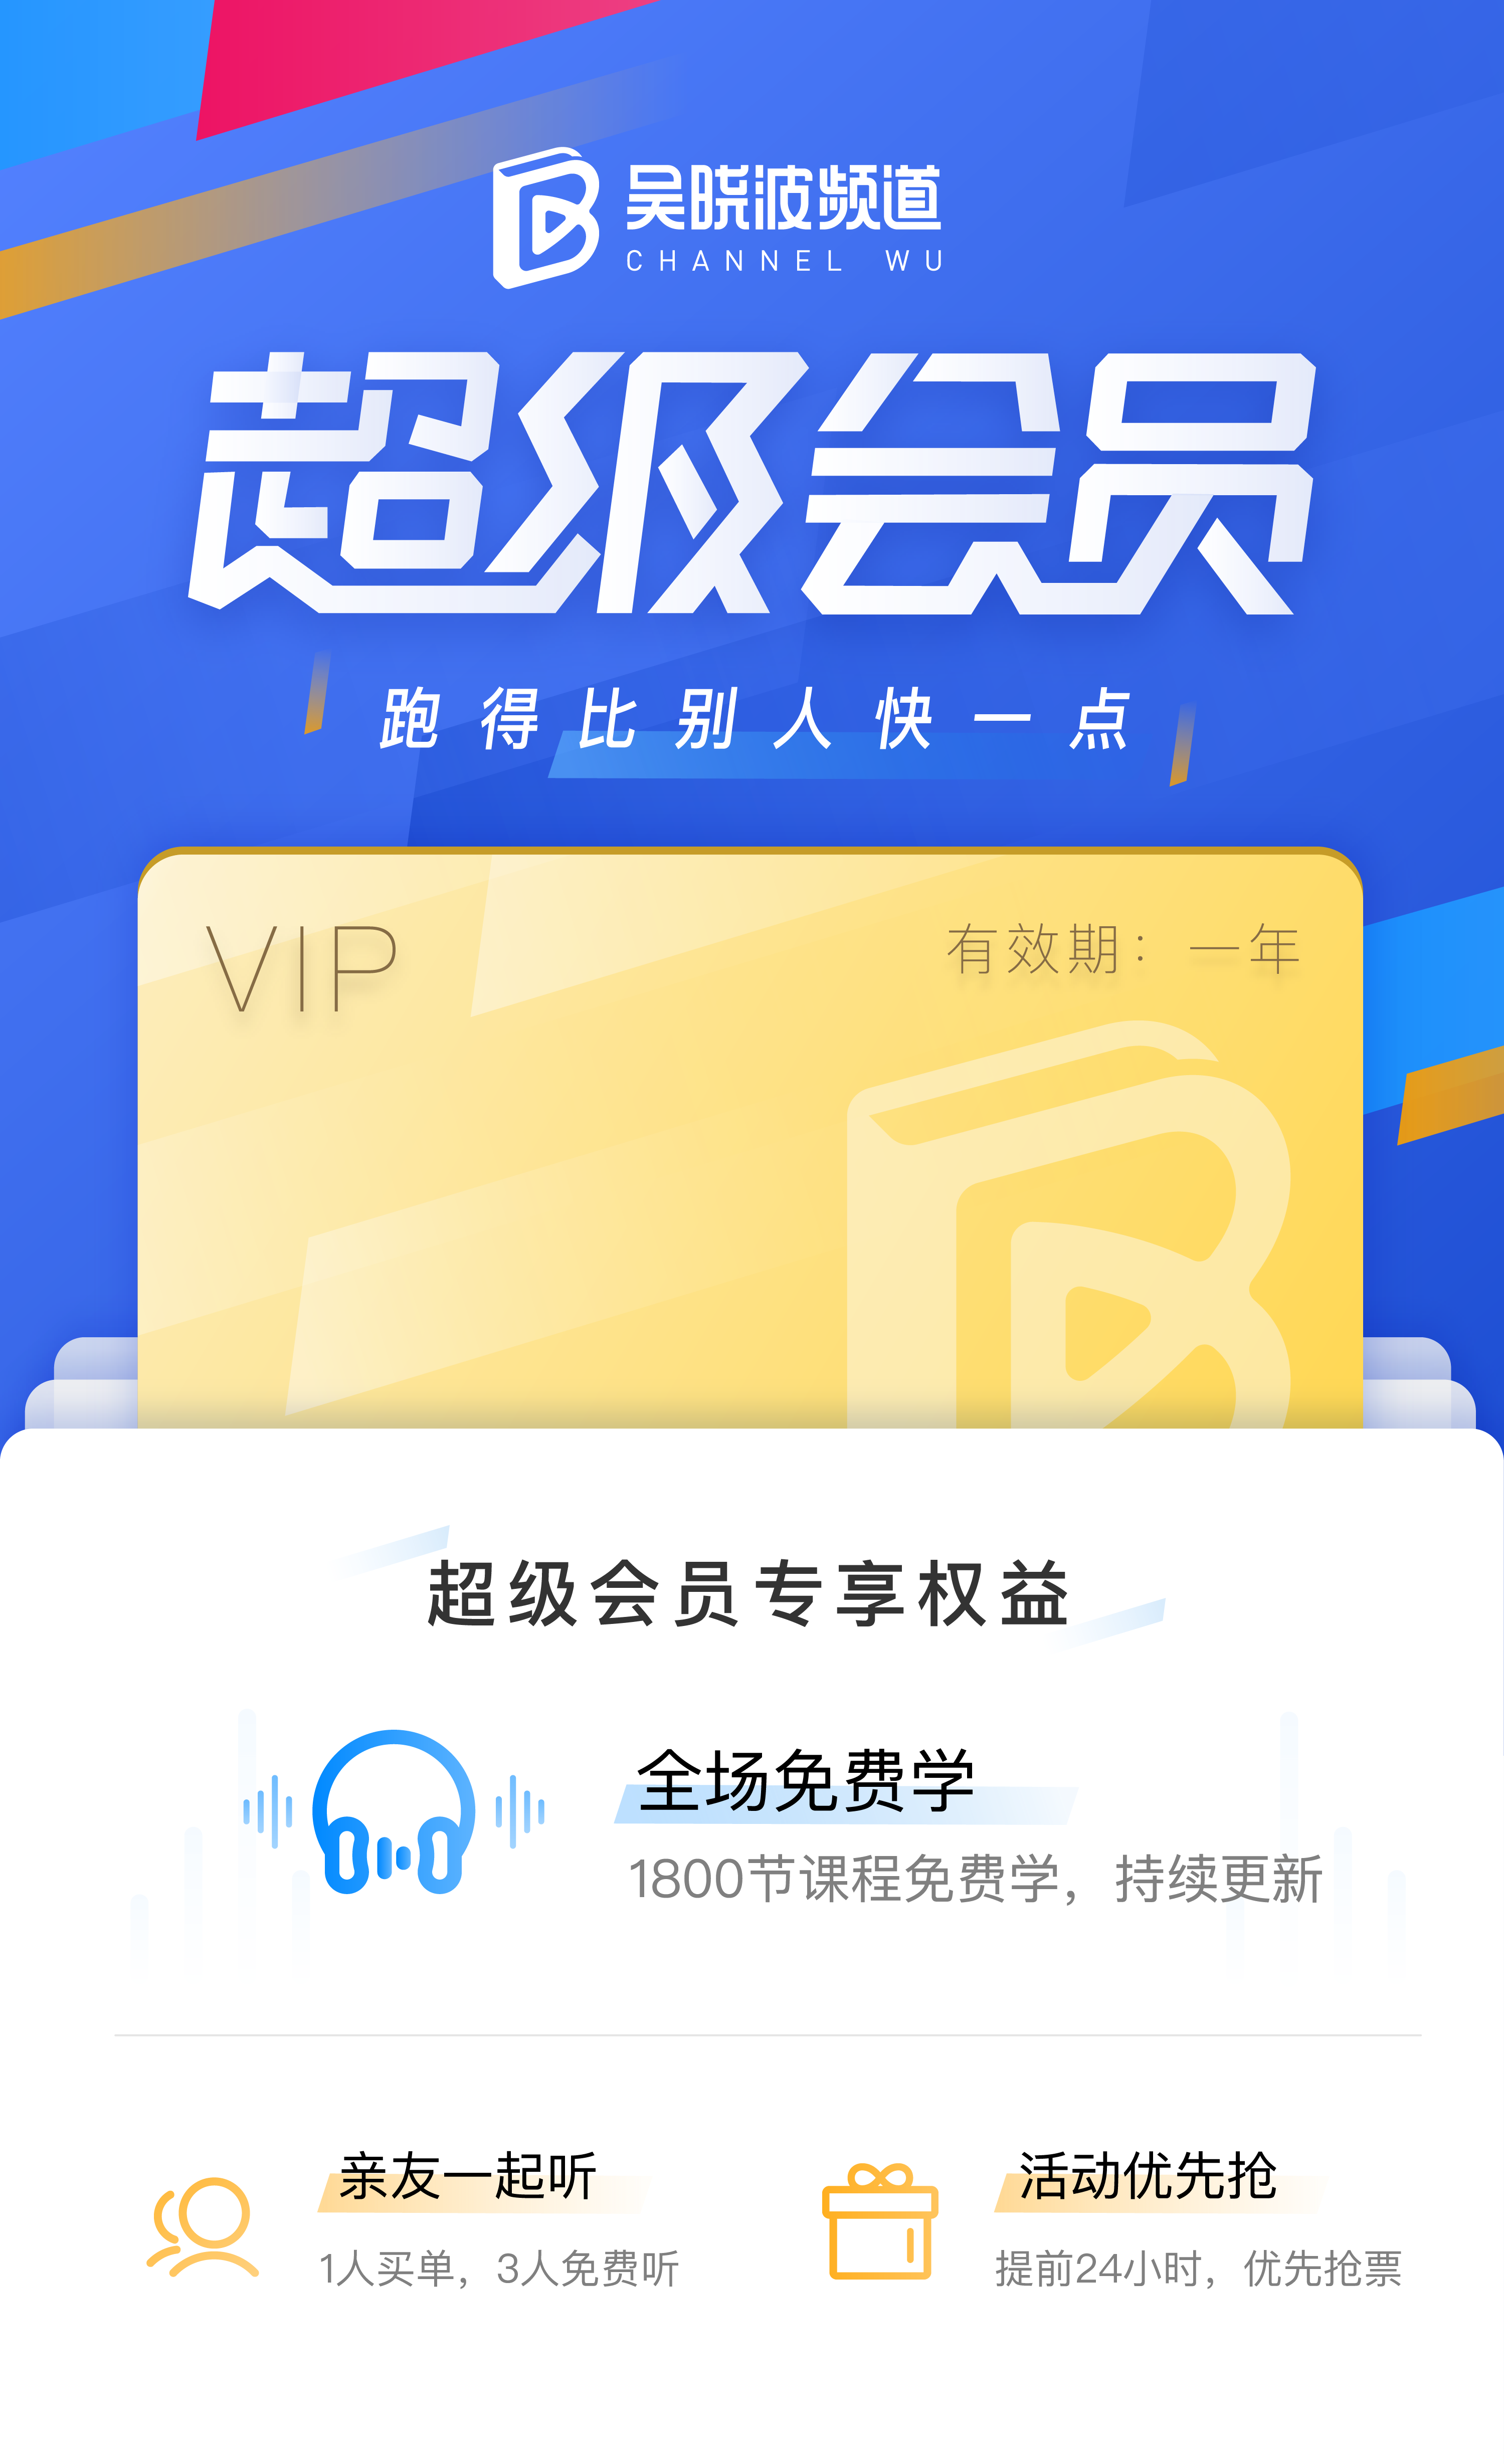 吴晓波频道
CHANNEL WU
超级会员
跑得比别人快一点
VIP
有效期：一年
超级会员专享权益
全场免费学
1800节课程免费学，持续更新
亲友一起听
1人买单，3人免费听
活动优先抢
提前24小时，优先抢票